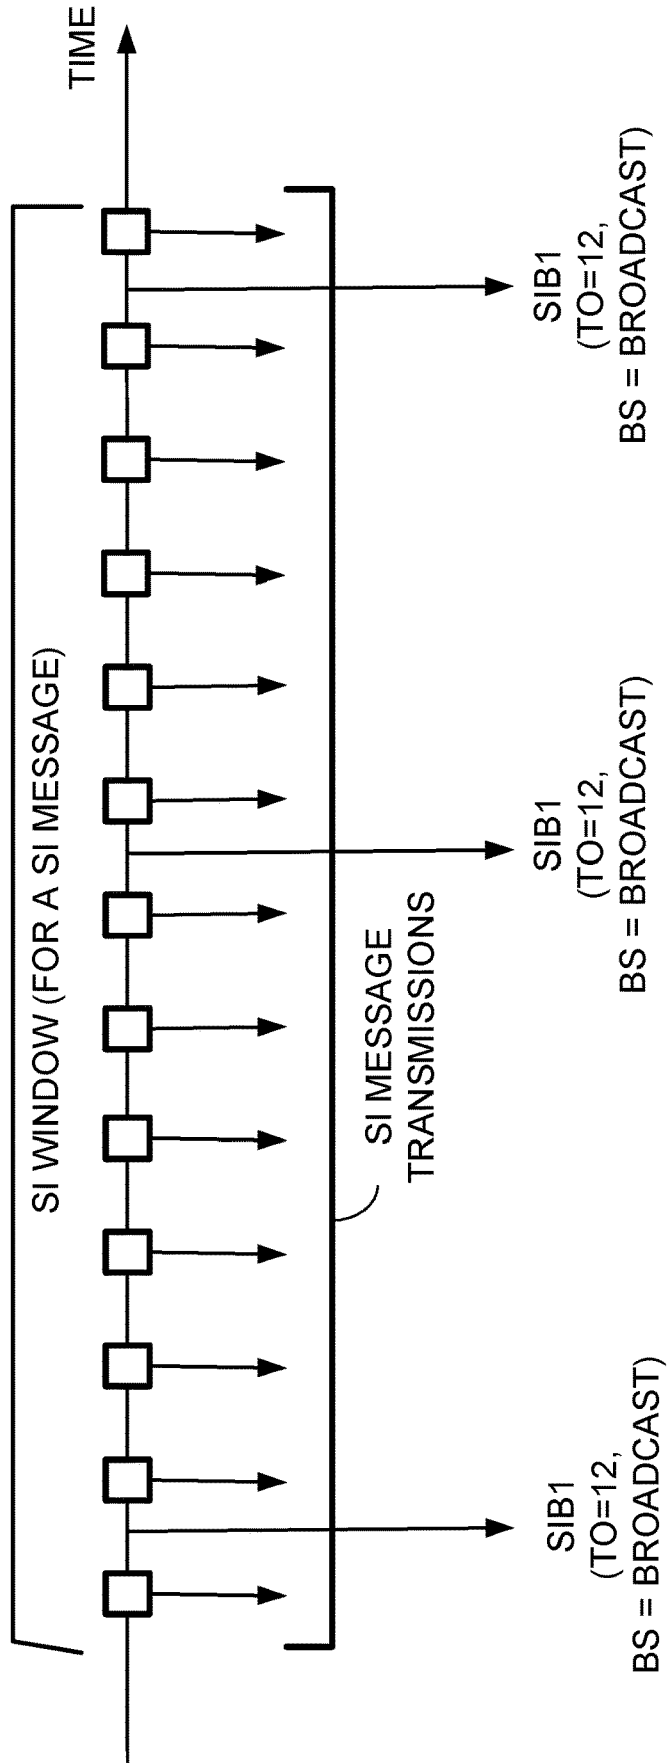 SI WINDOW (FOR A SI MESSAGE)
TIME
SI MESSAGE
TRANSMISSIONS
SIB1
(TO=12,
BS = BROADCAST)
SIB1
(TO=12,
BS = BROADCAST)
SIB1
(TO=12,
BS = BROADCAST)